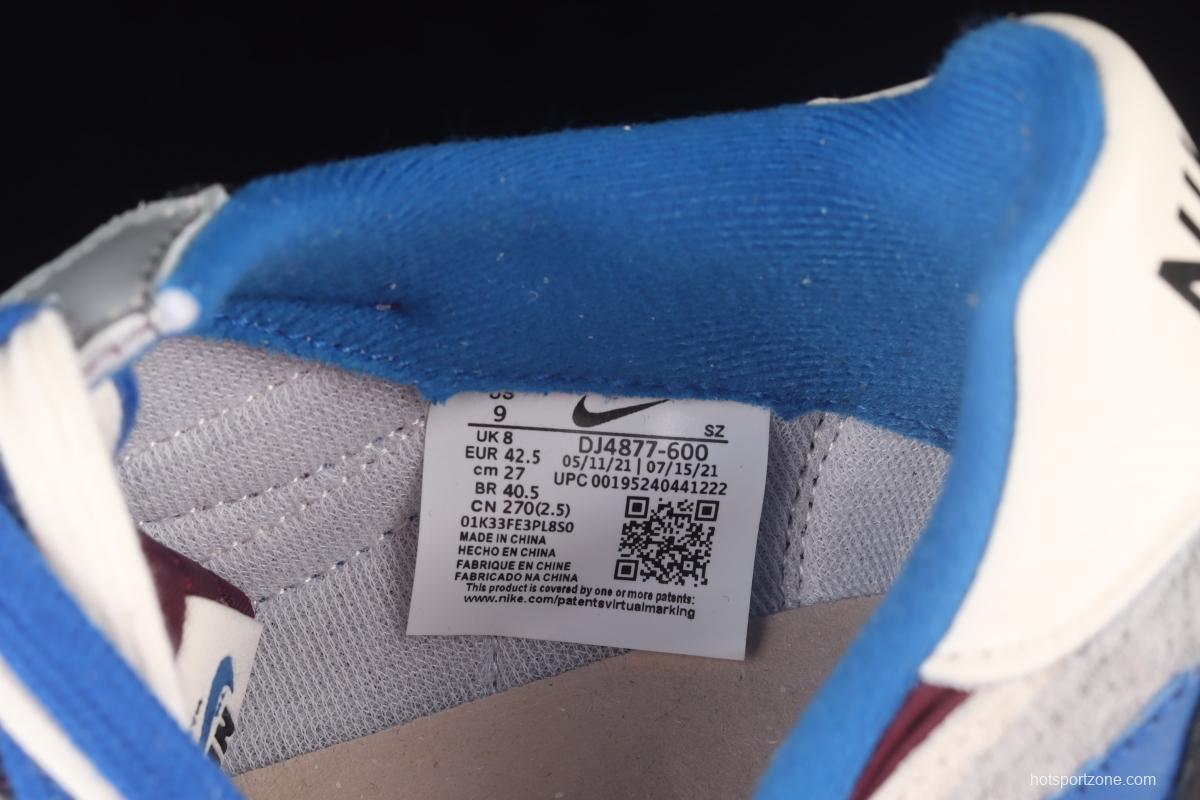 US
9
UK 8
EUR 42.5
cm 27
BR 40.5
CN 270(2.5)
01K33FE3PL8S0
MADE IN CHINA
HECHO EN CHINA
FABRIQUE EN CHINE
FABRICADO NA CHINA
SZ
DJ4877-600
05/11/21 | 07/15/21
UPC 00195240441222
This product is covered by one or more patents:
www.nike.com/patentsvirtualmarking
hotsportzone.com